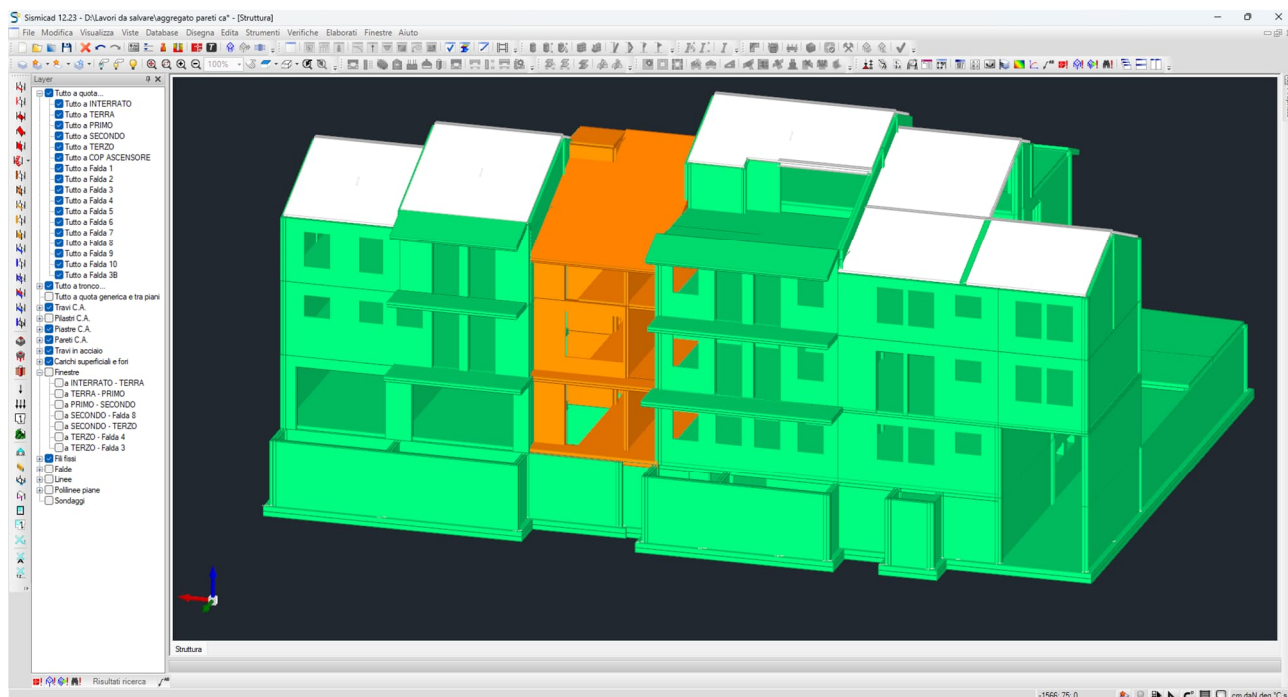 Sismicad 12.23 - D:\Lavori da salvare\aggregato pareti ca* - [Struttura]
File Modifica Visualizza Viste Database Disegna Edita Strumenti Verifiche Elaborati Finestre Aiuto
100%
Layer
Tutto a quota...
Tutto a INTERRATO
Tutto a TERRA
Tutto a PRIMO
Tutto a SECONDO
Tutto a TERZO
Tutto a COP ASCENSORE
Tutto a Falda 1
Tutto a Falda 2
Tutto a Falda 3
Tutto a Falda 4
Tutto a Falda 5
Tutto a Falda 6
Tutto a Falda 7
Tutto a Falda 8
Tutto a Falda 9
Tutto a Falda 10
Tutto a Falda 3B
Tutto a tronco...
Tutto a quota generica e tra piani
Travi C.A.
Pilastri C.A.
Piastre C.A.
Pareti C.A.
Travi in acciaio
Carichi superficiali e fori
Finestre
a INTERRATO - TERRA
a TERRA - PRIMO
a PRIMO - SECONDO
a SECONDO - Falda 8
a SECONDO - TERZO
a TERZO - Falda 4
a TERZO - Falda 3
Fili fissi
Falde
Linee
Polilinee piane
Sondaggi
Struttura
Risultati ricerca
-1566; 75; 0
cm daN deg °C